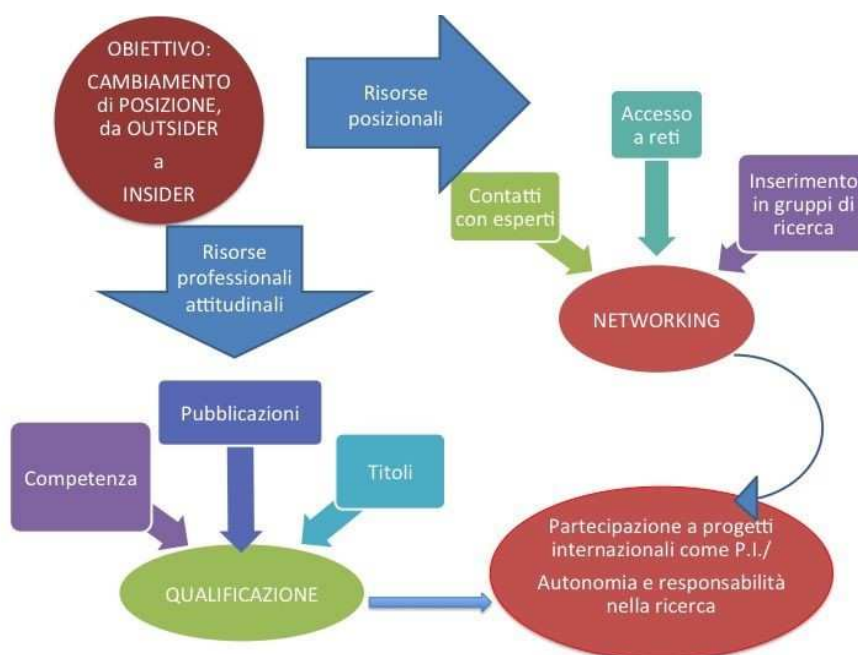 OBIETTIVO:
CAMBIAMENTO
di POSIZIONE,
da OUTSIDER
a
INSIDER
Risorse
posizionali
Accesso
a reti
Contatti
con esperti
Inserimento
in gruppi di
ricerca
NETWORKING
Risorse
professionali
attitudinali
Pubblicazioni
Competenza
Titoli
QUALIFICAZIONE
Partecipazione a progetti
internazionali come P.I./
Autonomia e responsabilità
nella ricerca